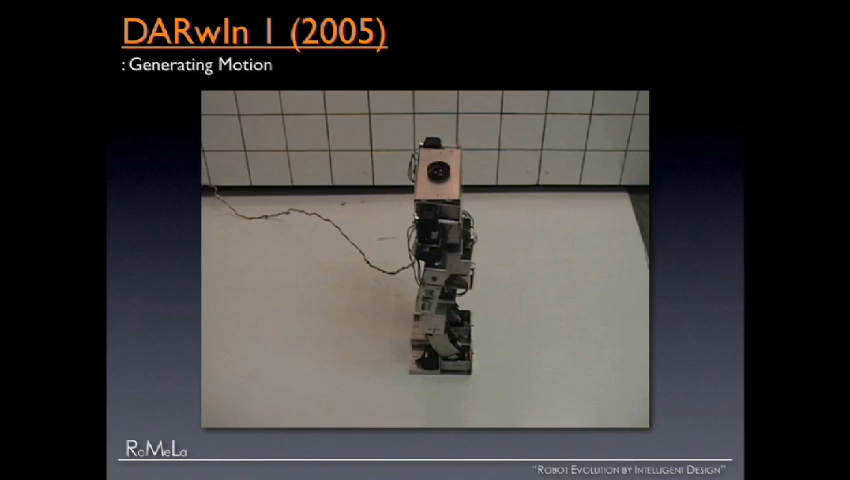 DARwIn 1 (2005)
: Generating Motion
RoMeLa
"Robot Evolution by Intelligent Design"